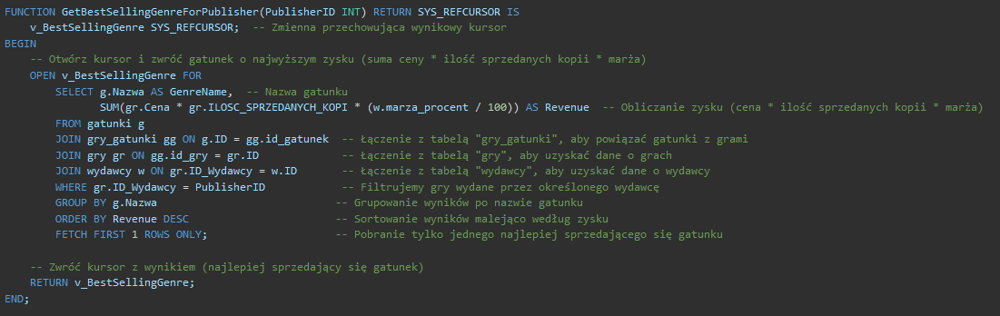 FUNCTION GetBestSellingGenreForPublisher(PublisherID INT) RETURN SYS_REFCURSOR IS
    v_BestSellingGenre SYS_REFCURSOR;  -- Zmienna przechowująca wynikowy kursor
BEGIN
    -- Otwórz kursor i zwróć gatunek o najwyższym zysku (suma ceny * ilość sprzedanych kopii * marża)
    OPEN v_BestSellingGenre FOR
        SELECT g.Nazwa AS GenreName,  -- Nazwa gatunku
               SUM(gr.Cena * gr.ILOSC_SPRZEDANYCH_KOPI * (w.marza_procent / 100)) AS Revenue  -- Obliczanie zysku (cena * ilość sprzedanych kopii * marża)
        FROM gatunki g
        JOIN gry_gatunki gg ON g.ID = gg.id_gatunek  -- Łączenie z tabelą "gry_gatunki", aby powiązać gatunki z grami
        JOIN gry gr ON gg.id_gry = gr.ID             -- Łączenie z tabelą "gry", aby uzyskać dane o grach
        JOIN wydawcy w ON gr.ID_Wydawcy = w.ID       -- Łączenie z tabelą "wydawcy", aby uzyskać dane o wydawcy
        WHERE gr.ID_Wydawcy = PublisherID            -- Filtrujemy gry wydane przez określonego wydawcę
        GROUP BY g.Nazwa                            -- Grupowanie wyników po nazwie gatunku
        ORDER BY Revenue DESC                       -- Sortowanie wyników malejąco według zysku
        FETCH FIRST 1 ROWS ONLY;                    -- Pobranie tylko jednego najlepiej sprzedającego się gatunku

    -- Zwróć kursor z wynikiem (najlepiej sprzedający się gatunek)
    RETURN v_BestSellingGenre;
END;